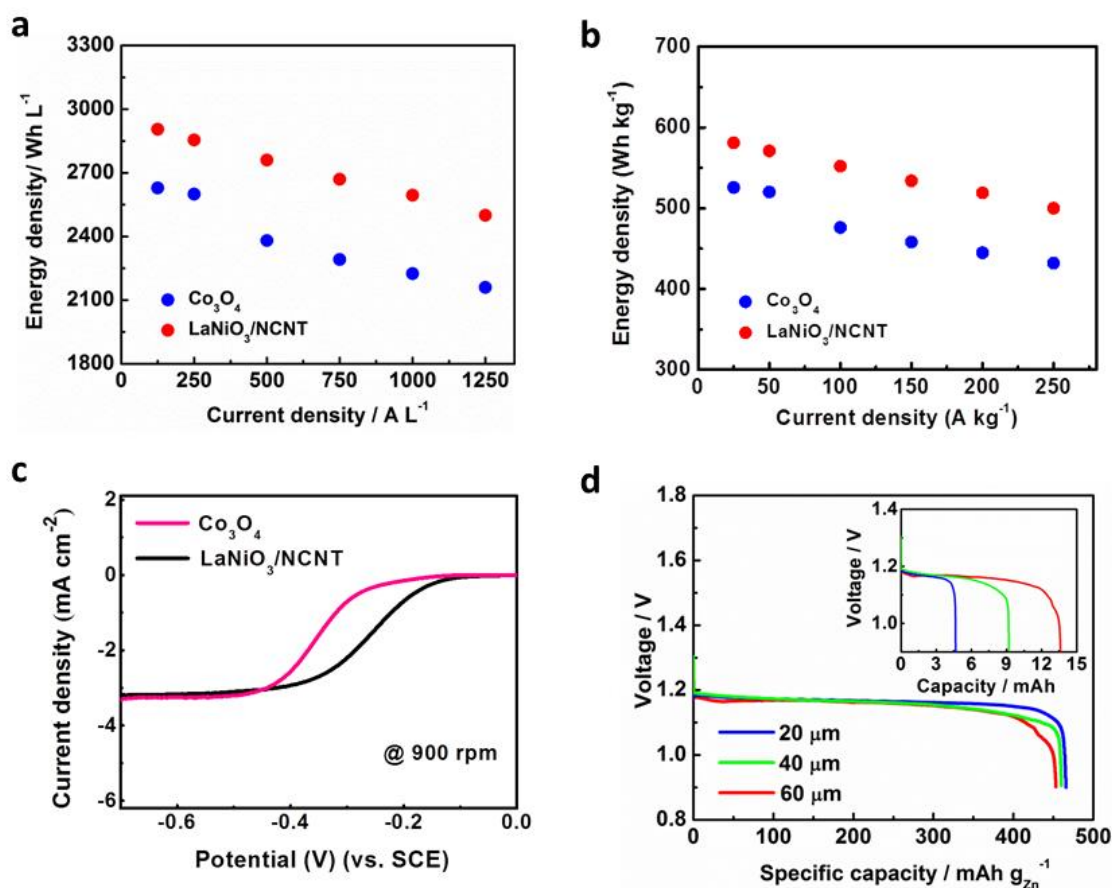 a
3300
3000
2700
2400
2100
1800
0 250 500 750 1000 1250
Energy density/ Wh L⁻¹
Current density / A L⁻¹
Co₃O₄
LaNiO₃/NCNT
b
700
600
500
400
300
0 50 100 150 200 250
Energy density (Wh kg⁻¹)
Current density (A kg⁻¹)
Co₃O₄
LaNiO₃/NCNT
c
2
0
-2
-4
-6
-0.6 -0.4 -0.2 0.0
Current density (mA cm⁻²)
Potential (V) (vs. SCE)
Co₃O₄
LaNiO₃/NCNT
@ 900 rpm
d
1.8
1.6
1.4
1.2
1.0
0.8
0 100 200 300 400 500
Voltage / V
Specific capacity / mAh g_Zn⁻¹
20 μm
40 μm
60 μm
1.4
1.2
1.0
0 3 6 9 12 15
Voltage / V
Capacity / mAh